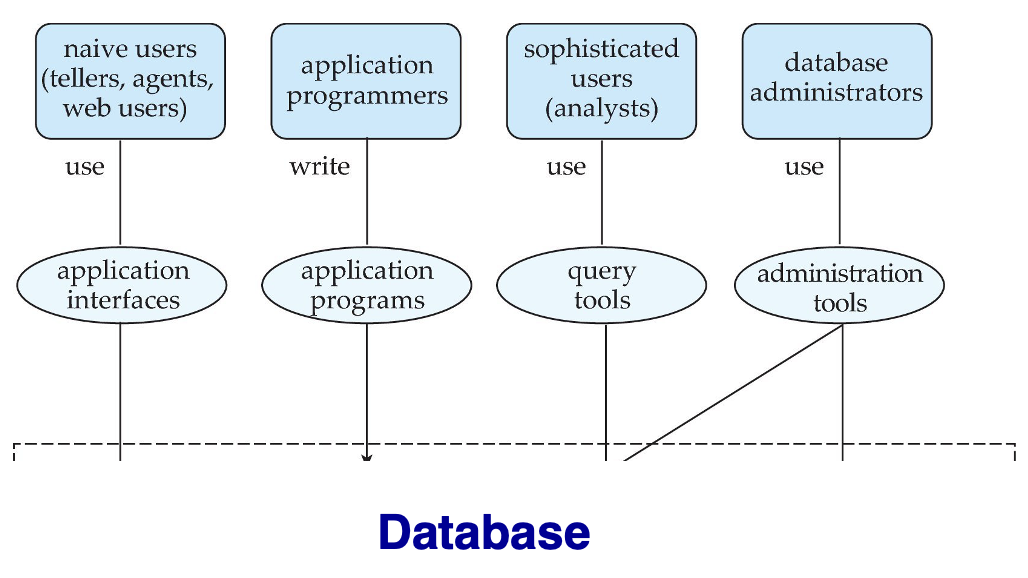 naive users
(tellers, agents,
web users)
application
programmers
sophisticated
users
(analysts)
database
administrators
use
write
use
use
application
interfaces
application
programs
query
tools
administration
tools
Database